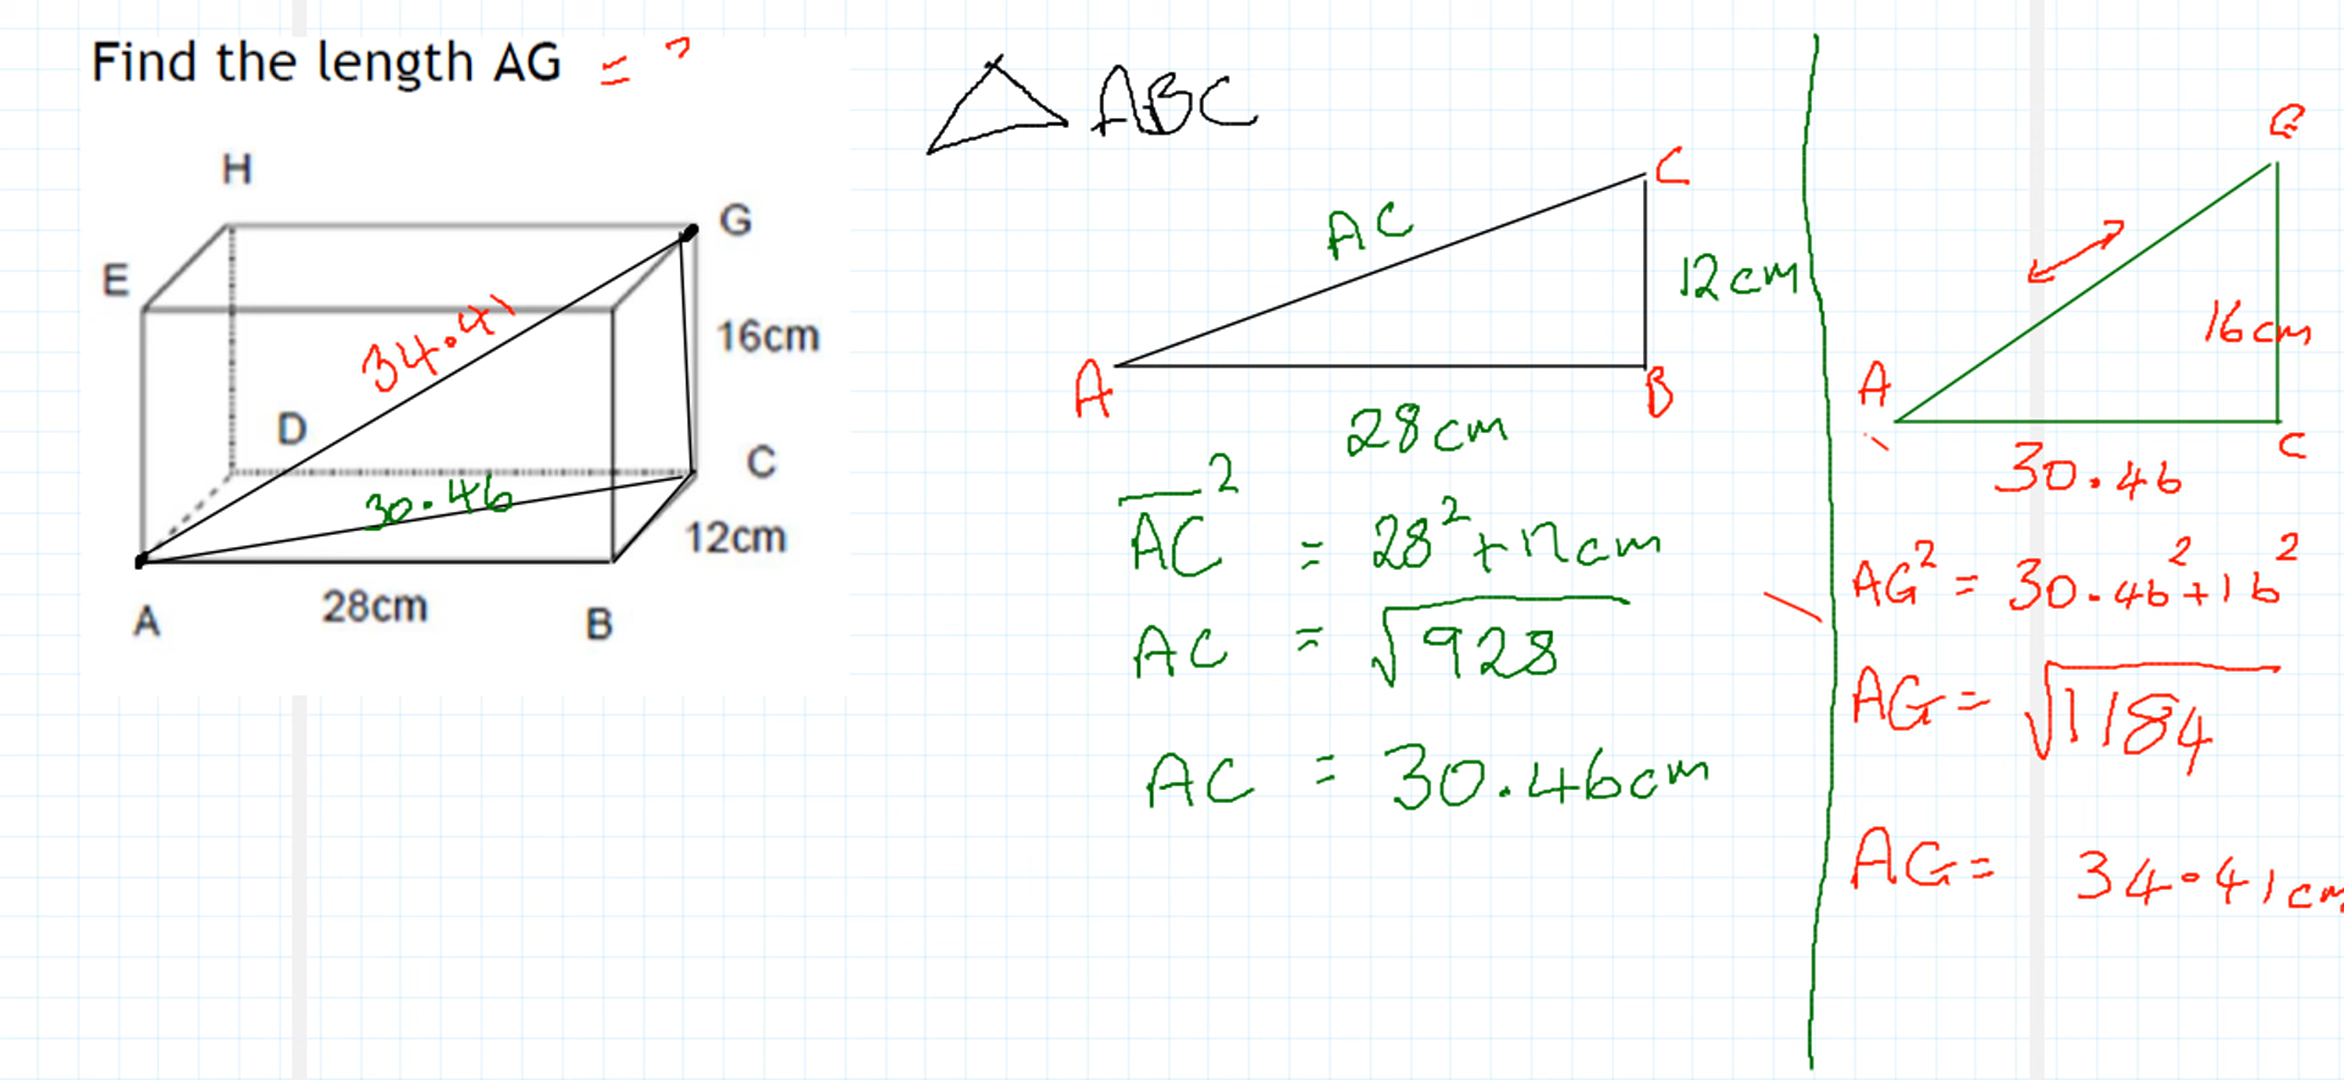 Find the length AG = ?
H
G
E
34.41
16cm
D
C
30.46
12cm
28cm
A
B
△ ABC
C
AC
12cm
A
B
28cm
AC² = 28² + 12cm
AC = √928
AC = 30.46cm
G
16cm
A
C
30.46
AG² = 30.46² + 16²
AG = √1184
AG = 34.41cm